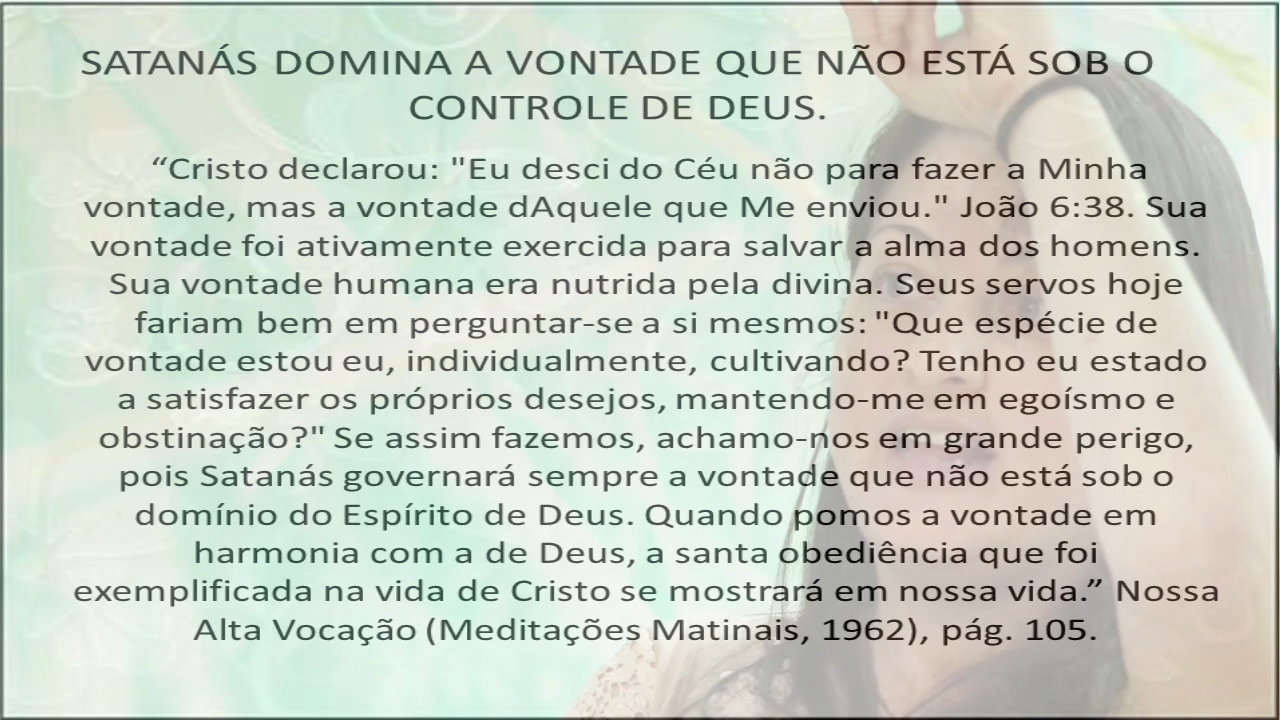 SATANÁS DOMINA A VONTADE QUE NÃO ESTÁ SOB O
CONTROLE DE DEUS.
“Cristo declarou: "Eu desci do Céu não para fazer a Minha
vontade, mas a vontade dAquele que Me enviou." João 6:38. Sua
vontade foi ativamente exercida para salvar a alma dos homens.
Sua vontade humana era nutrida pela divina. Seus servos hoje
fariam bem em perguntar-se a si mesmos: "Que espécie de
vontade estou eu, individualmente, cultivando? Tenho eu estado
a satisfazer os próprios desejos, mantendo-me em egoísmo e
obstinação?" Se assim fazemos, achamo-nos em grande perigo,
pois Satanás governará sempre a vontade que não está sob o
domínio do Espírito de Deus. Quando pomos a vontade em
harmonia com a de Deus, a santa obediência que foi
exemplificada na vida de Cristo se mostrará em nossa vida.” Nossa
Alta Vocação (Meditações Matinais, 1962), pág. 105.